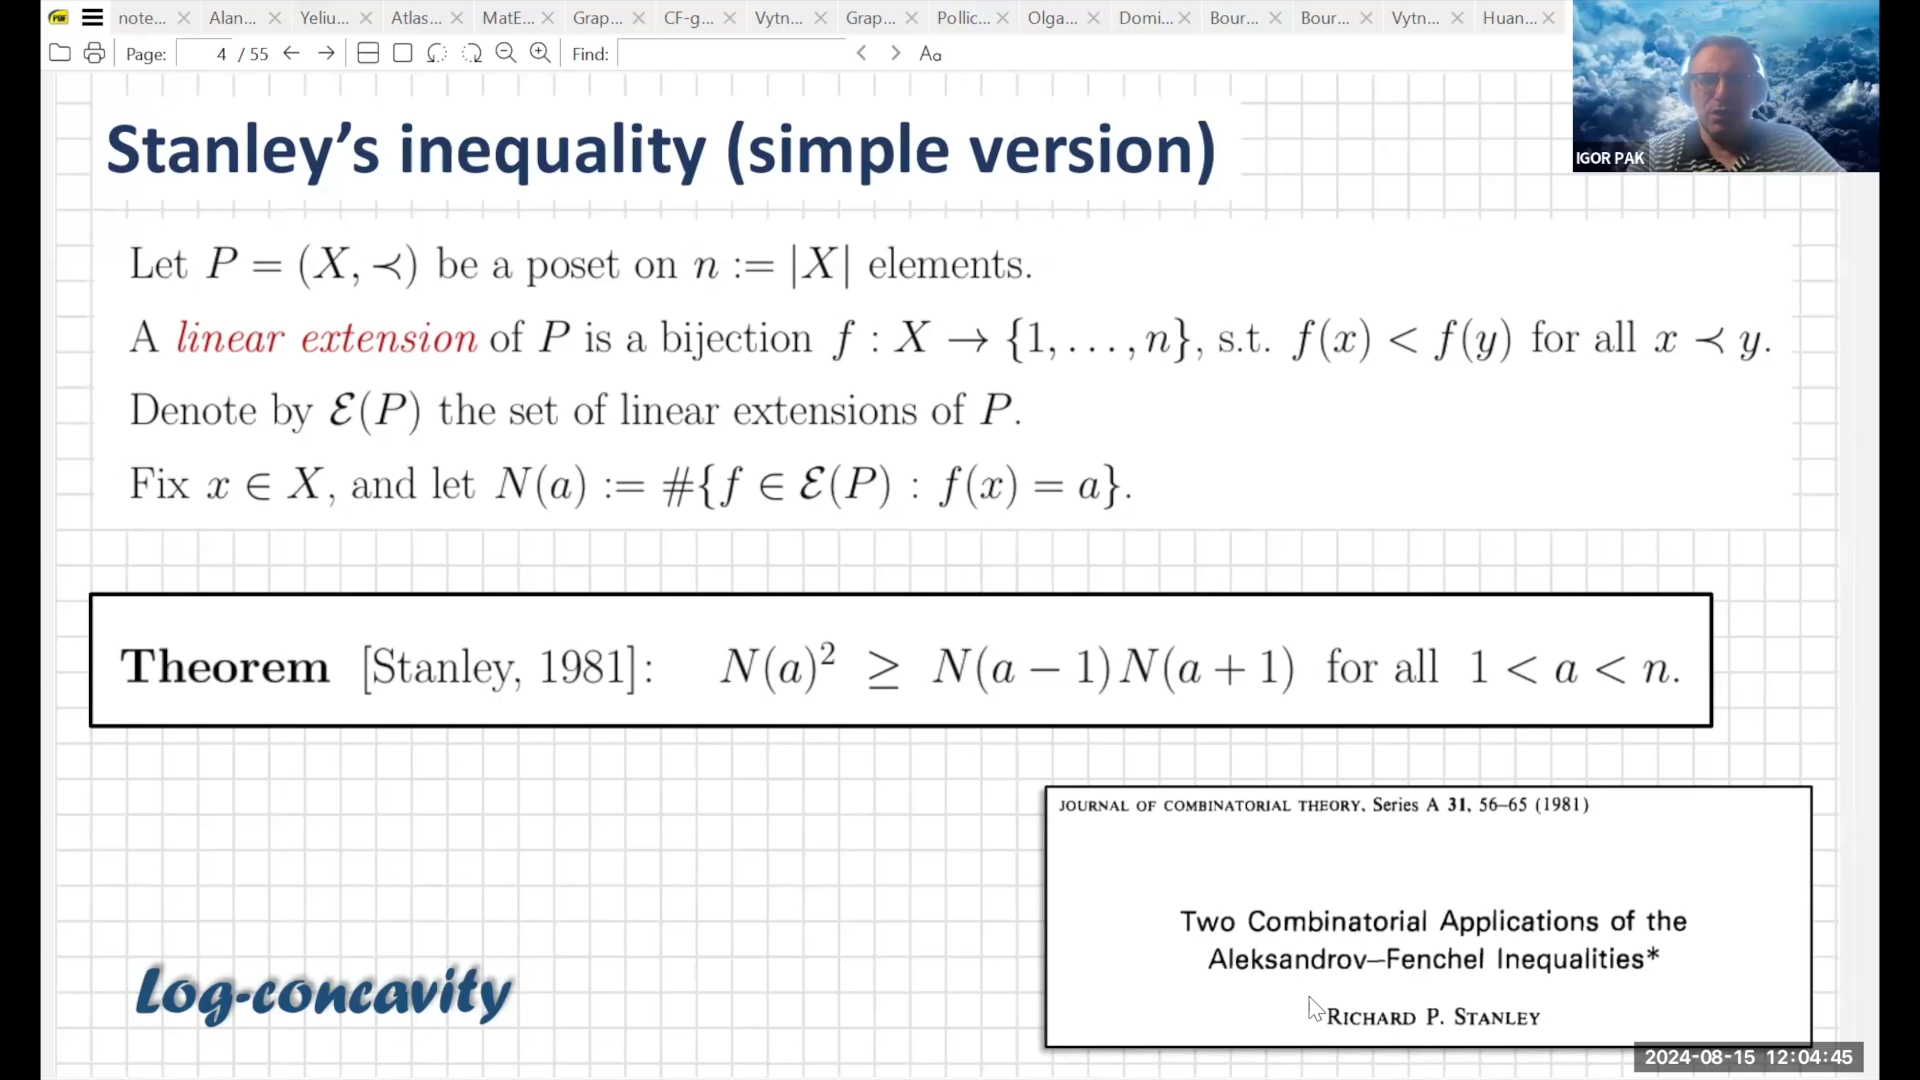 note... Alan... Yeliu... Atlas... MatE... Grap... CF-g... Vytn... Grap... Pollic... Olga... Domi... Bour... Bour... Vytn... Huan...
Page: 4 / 55 Find: Aa
IGOR PAK
Stanley’s inequality (simple version)
Let P = (X, ≺) be a poset on n := |X| elements.
A linear extension of P is a bijection f : X → {1, . . . , n}, s.t. f(x) < f(y) for all x ≺ y.
Denote by ℰ(P) the set of linear extensions of P.
Fix x ∈ X, and let N(a) := #{f ∈ ℰ(P) : f(x) = a}.
Theorem [Stanley, 1981]: N(a)² ≥ N(a − 1) N(a + 1) for all 1 < a < n.
JOURNAL OF COMBINATORIAL THEORY, Series A 31, 56–65 (1981)
Two Combinatorial Applications of the
Aleksandrov–Fenchel Inequalities*
RICHARD P. STANLEY
Log-concavity
2024-08-15 12:04:45